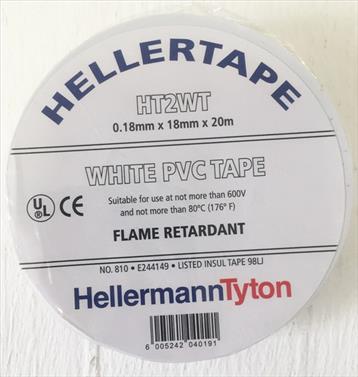 HELLERTAPE
HT2WT
0.18mm x 18mm x 20m
WHITE PVC TAPE
Suitable for use at not more than 600V
and not more than 80°C (176° F)
UL
CE
FLAME RETARDANT
NO. 810 • E244149 • LISTED INSUL TAPE 98LJ
HellermannTyton
6 005242 040191